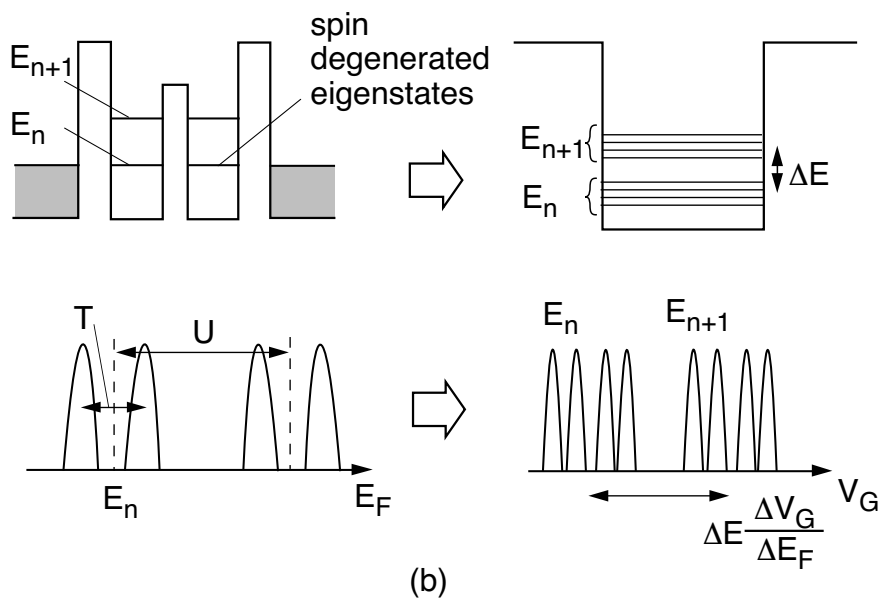 spin
degenerated
eigenstates
E_{n+1}
E_n
E_{n+1}
E_n
ΔE
T
U
E_n
E_F
E_n
E_{n+1}
V_G
ΔE ΔV_G/ΔE_F
(b)